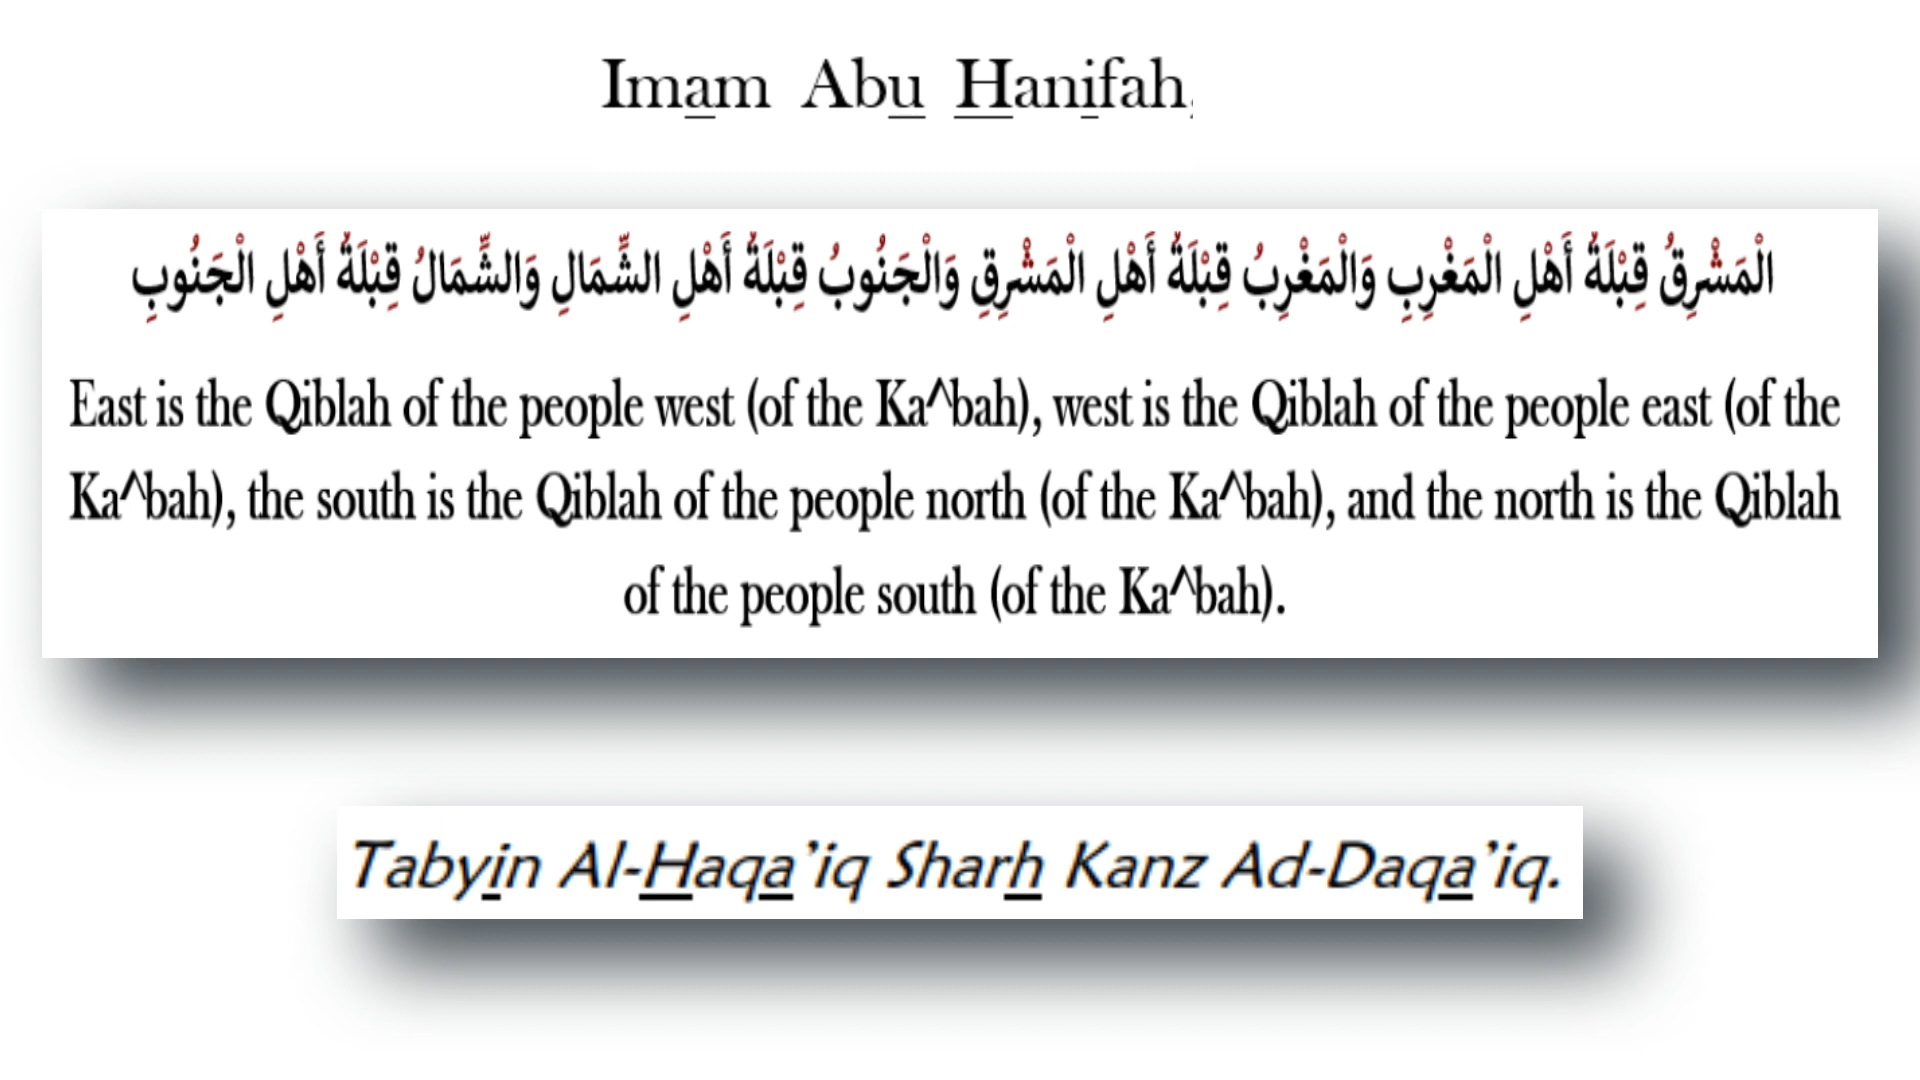 Imam Abu Hanifah,
الْمَشْرِقُ قِبْلَةُ أَهْلِ الْمَغْرِبِ وَالْمَغْرِبُ قِبْلَةُ أَهْلِ الْمَشْرِقِ وَالْجَنُوبُ قِبْلَةُ أَهْلِ الشِّمَالِ وَالشِّمَالُ قِبْلَةُ أَهْلِ الْجَنُوبِ
East is the Qiblah of the people west (of the Ka^bah), west is the Qiblah of the people east (of the
Ka^bah), the south is the Qiblah of the people north (of the Ka^bah), and the north is the Qiblah
of the people south (of the Ka^bah).
Tabyin Al-Haqa’iq Sharh Kanz Ad-Daqa’iq.